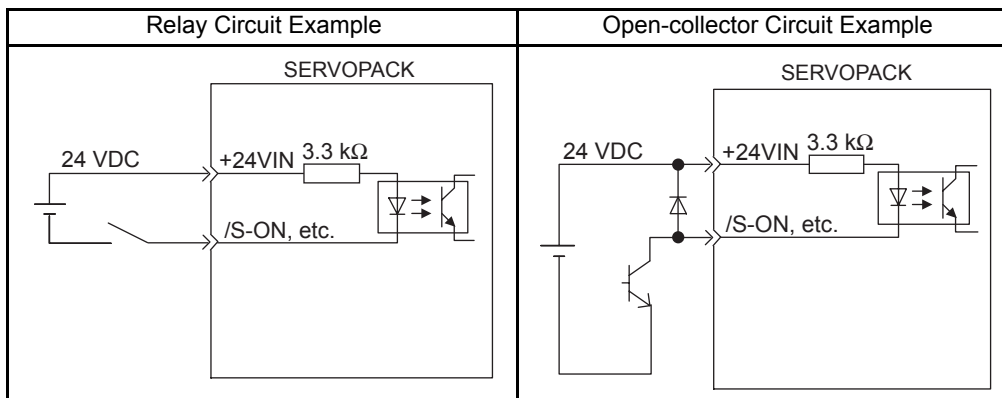 Relay Circuit Example
Open-collector Circuit Example
SERVOPACK
24 VDC
+24VIN
3.3 kΩ
/S-ON, etc.
SERVOPACK
24 VDC
+24VIN
3.3 kΩ
/S-ON, etc.